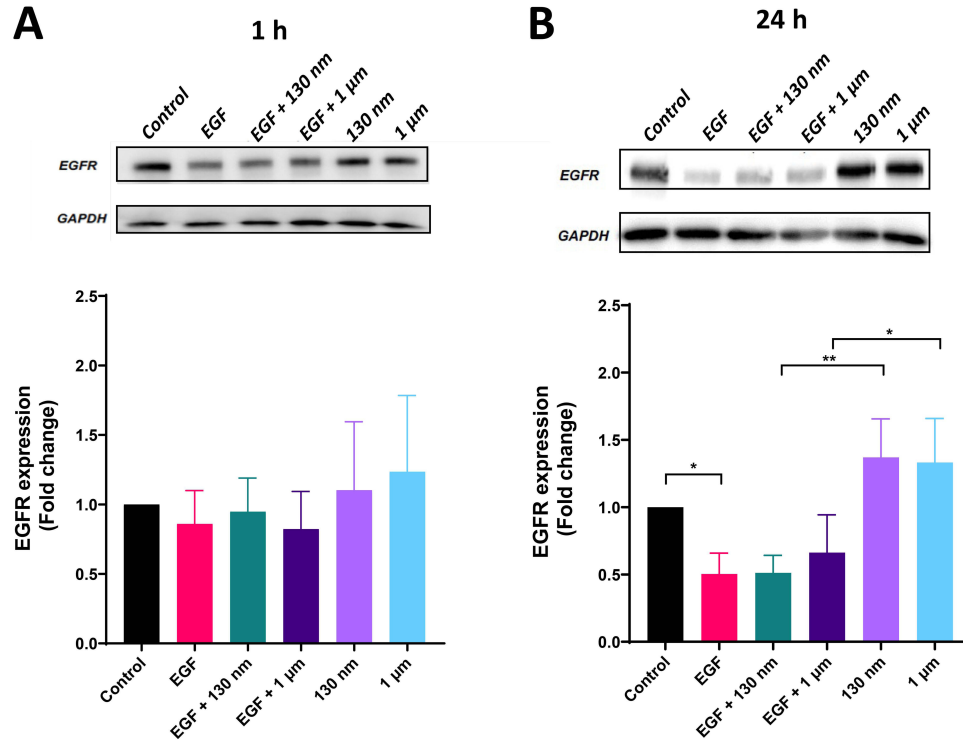 A
1 h
Control
EGF
EGF + 130 nm
EGF + 1 μm
130 nm
1 μm
EGFR
GAPDH
2.5
2.0
1.5
1.0
0.5
0.0
EGFR expression
(Fold change)
Control
EGF
EGF + 130 nm
EGF + 1 μm
130 nm
1 μm
B
24 h
Control
EGF
EGF + 130 nm
EGF + 1 μm
130 nm
1 μm
EGFR
GAPDH
2.5
2.0
1.5
1.0
0.5
0.0
EGFR expression
(Fold change)
*
**
*
Control
EGF
EGF + 130 nm
EGF + 1 μm
130 nm
1 μm